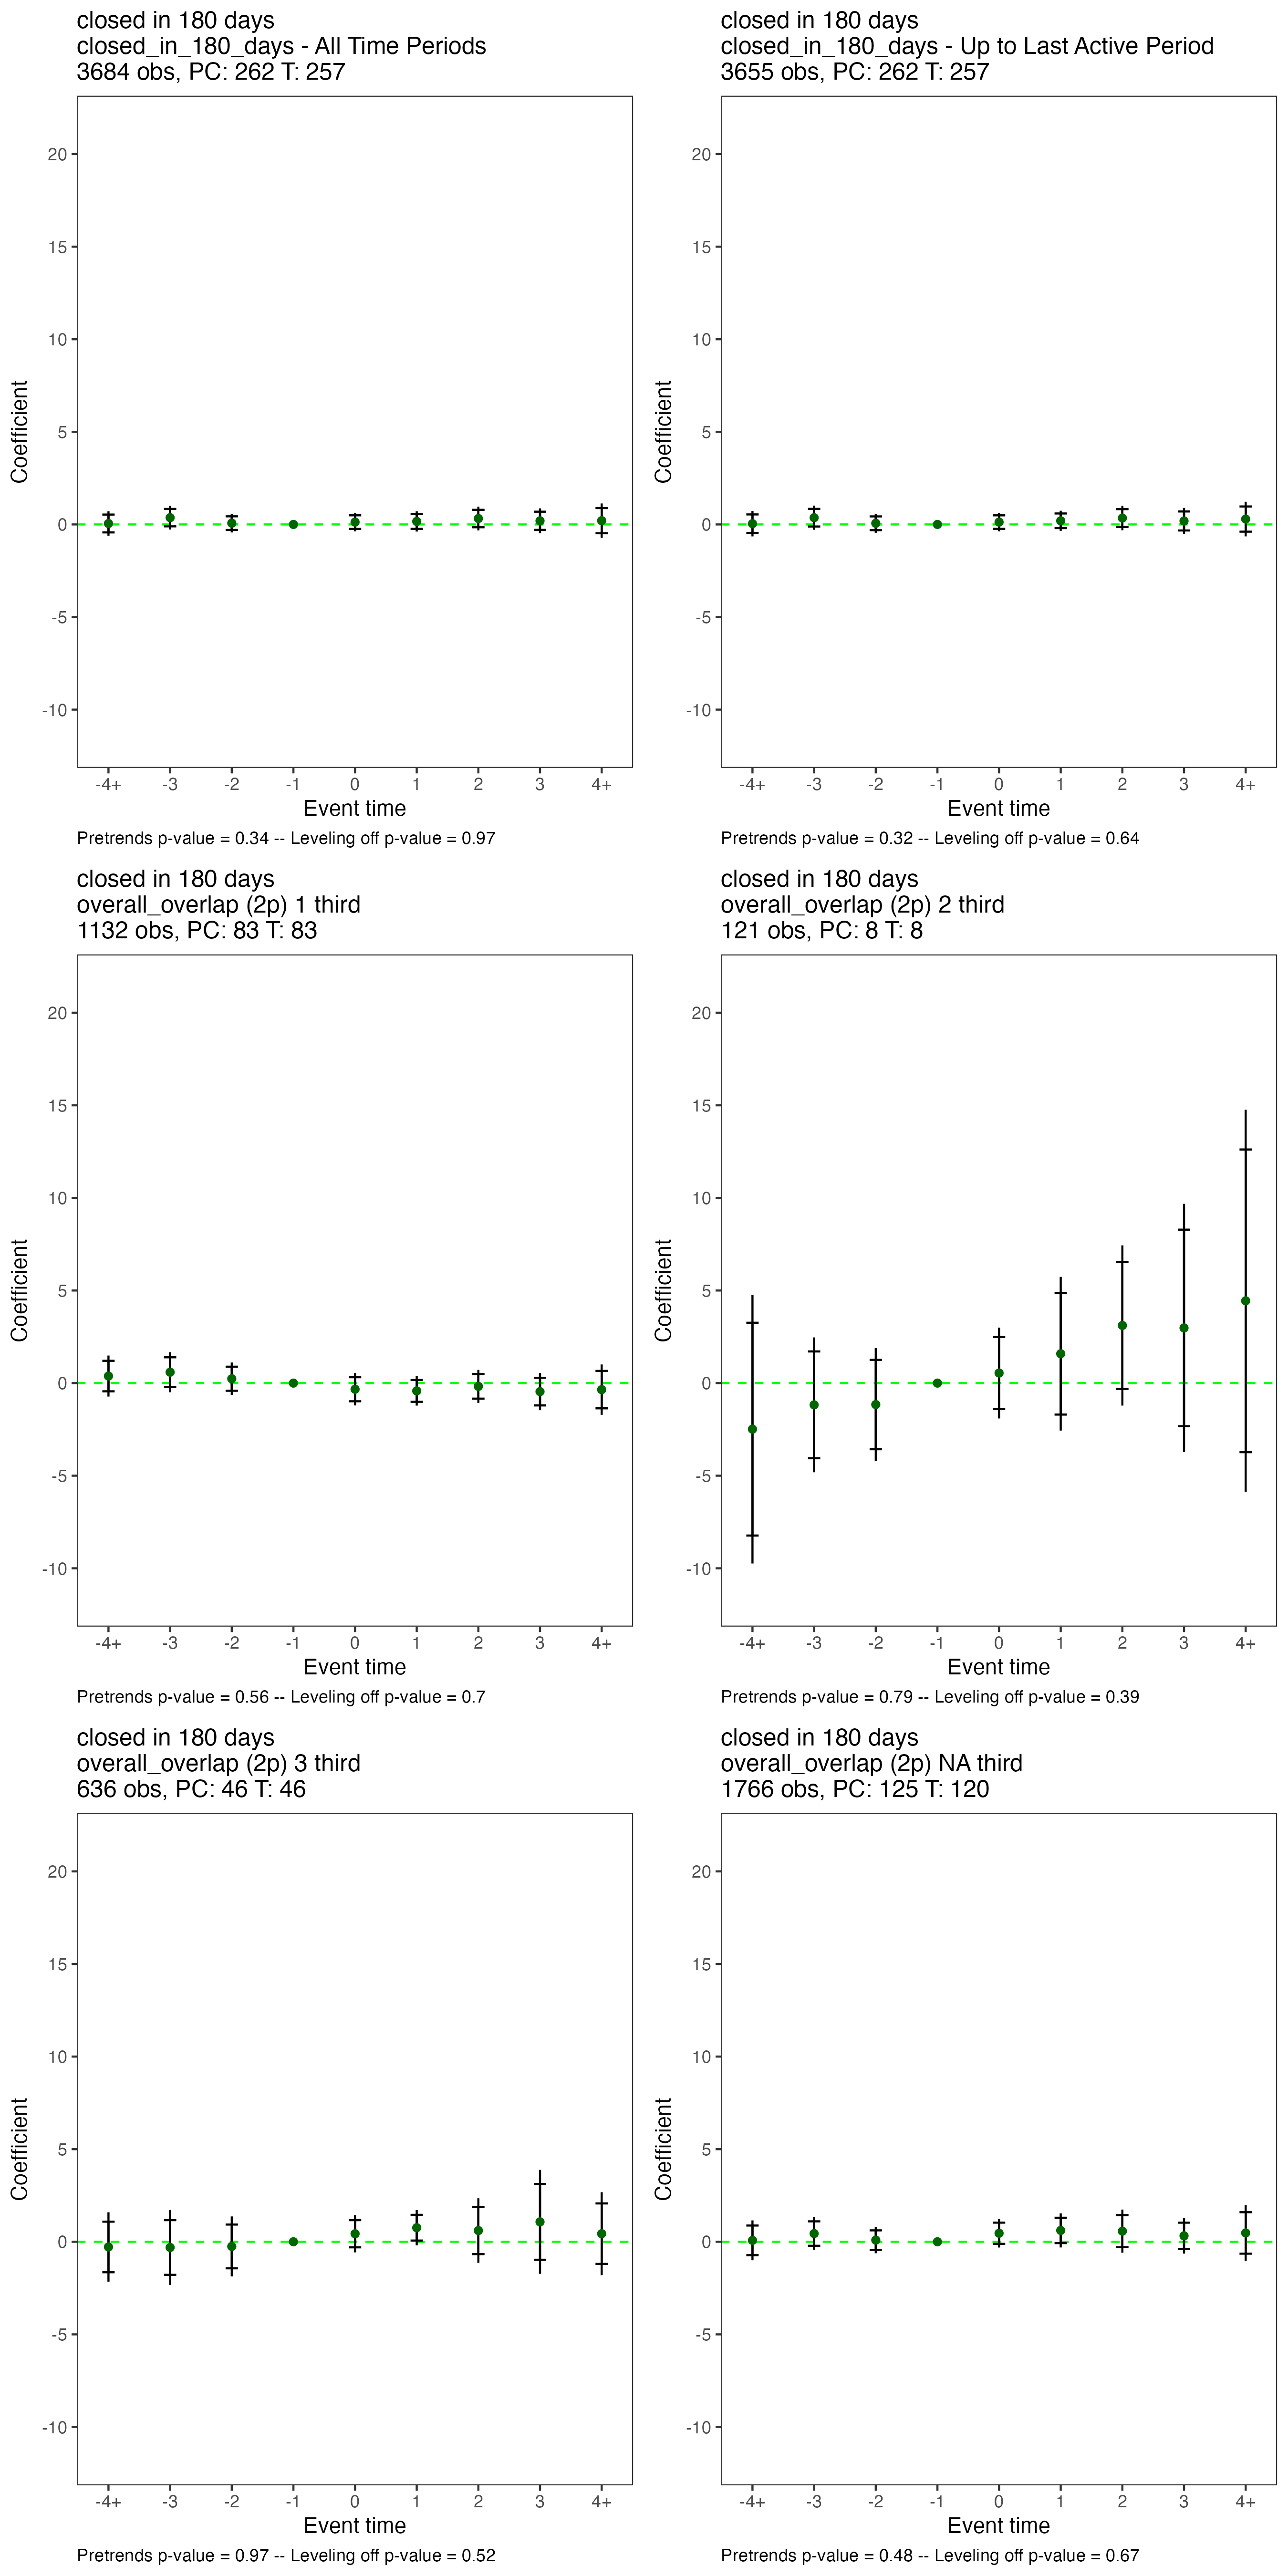 closed in 180 days
closed_in_180_days - All Time Periods
3684 obs, PC: 262 T: 257
20
15
10
5
0
-5
-10
Coefficient
-4+ -3 -2 -1 0 1 2 3 4+
Event time
Pretrends p-value = 0.34 -- Leveling off p-value = 0.97
closed in 180 days
closed_in_180_days - Up to Last Active Period
3655 obs, PC: 262 T: 257
20
15
10
5
0
-5
-10
Coefficient
-4+ -3 -2 -1 0 1 2 3 4+
Event time
Pretrends p-value = 0.32 -- Leveling off p-value = 0.64
closed in 180 days
overall_overlap (2p) 1 third
1132 obs, PC: 83 T: 83
20
15
10
5
0
-5
-10
Coefficient
-4+ -3 -2 -1 0 1 2 3 4+
Event time
Pretrends p-value = 0.56 -- Leveling off p-value = 0.7
closed in 180 days
overall_overlap (2p) 2 third
121 obs, PC: 8 T: 8
20
15
10
5
0
-5
-10
Coefficient
-4+ -3 -2 -1 0 1 2 3 4+
Event time
Pretrends p-value = 0.79 -- Leveling off p-value = 0.39
closed in 180 days
overall_overlap (2p) 3 third
636 obs, PC: 46 T: 46
20
15
10
5
0
-5
-10
Coefficient
-4+ -3 -2 -1 0 1 2 3 4+
Event time
Pretrends p-value = 0.97 -- Leveling off p-value = 0.52
closed in 180 days
overall_overlap (2p) NA third
1766 obs, PC: 125 T: 120
20
15
10
5
0
-5
-10
Coefficient
-4+ -3 -2 -1 0 1 2 3 4+
Event time
Pretrends p-value = 0.48 -- Leveling off p-value = 0.67